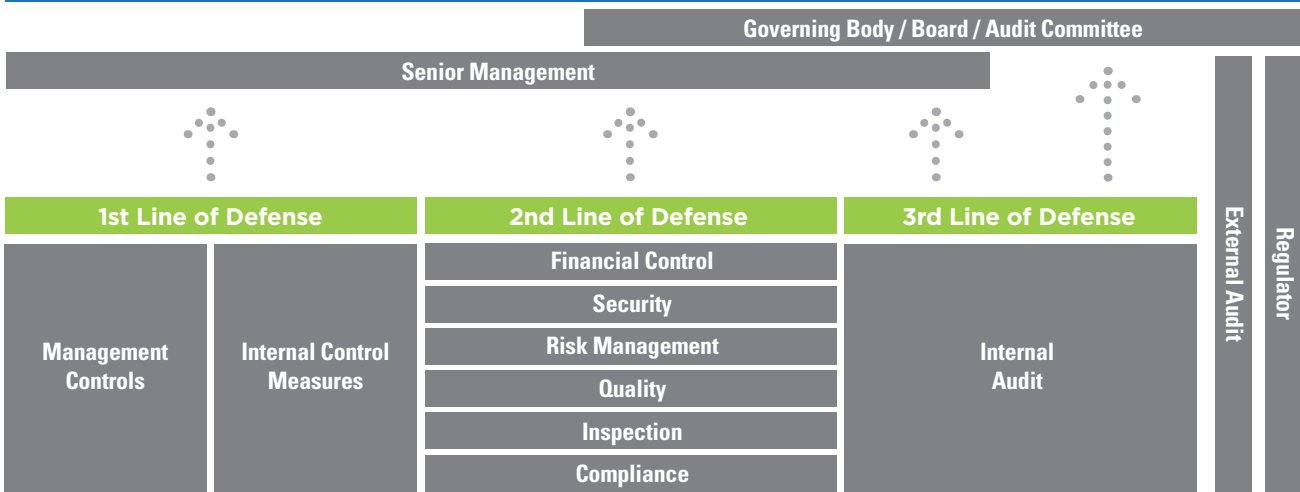 Governing Body / Board / Audit Committee
Senior Management
1st Line of Defense
2nd Line of Defense
3rd Line of Defense
Management
Controls
Internal Control
Measures
Financial Control
Security
Risk Management
Quality
Inspection
Compliance
Internal
Audit
External Audit
Regulator